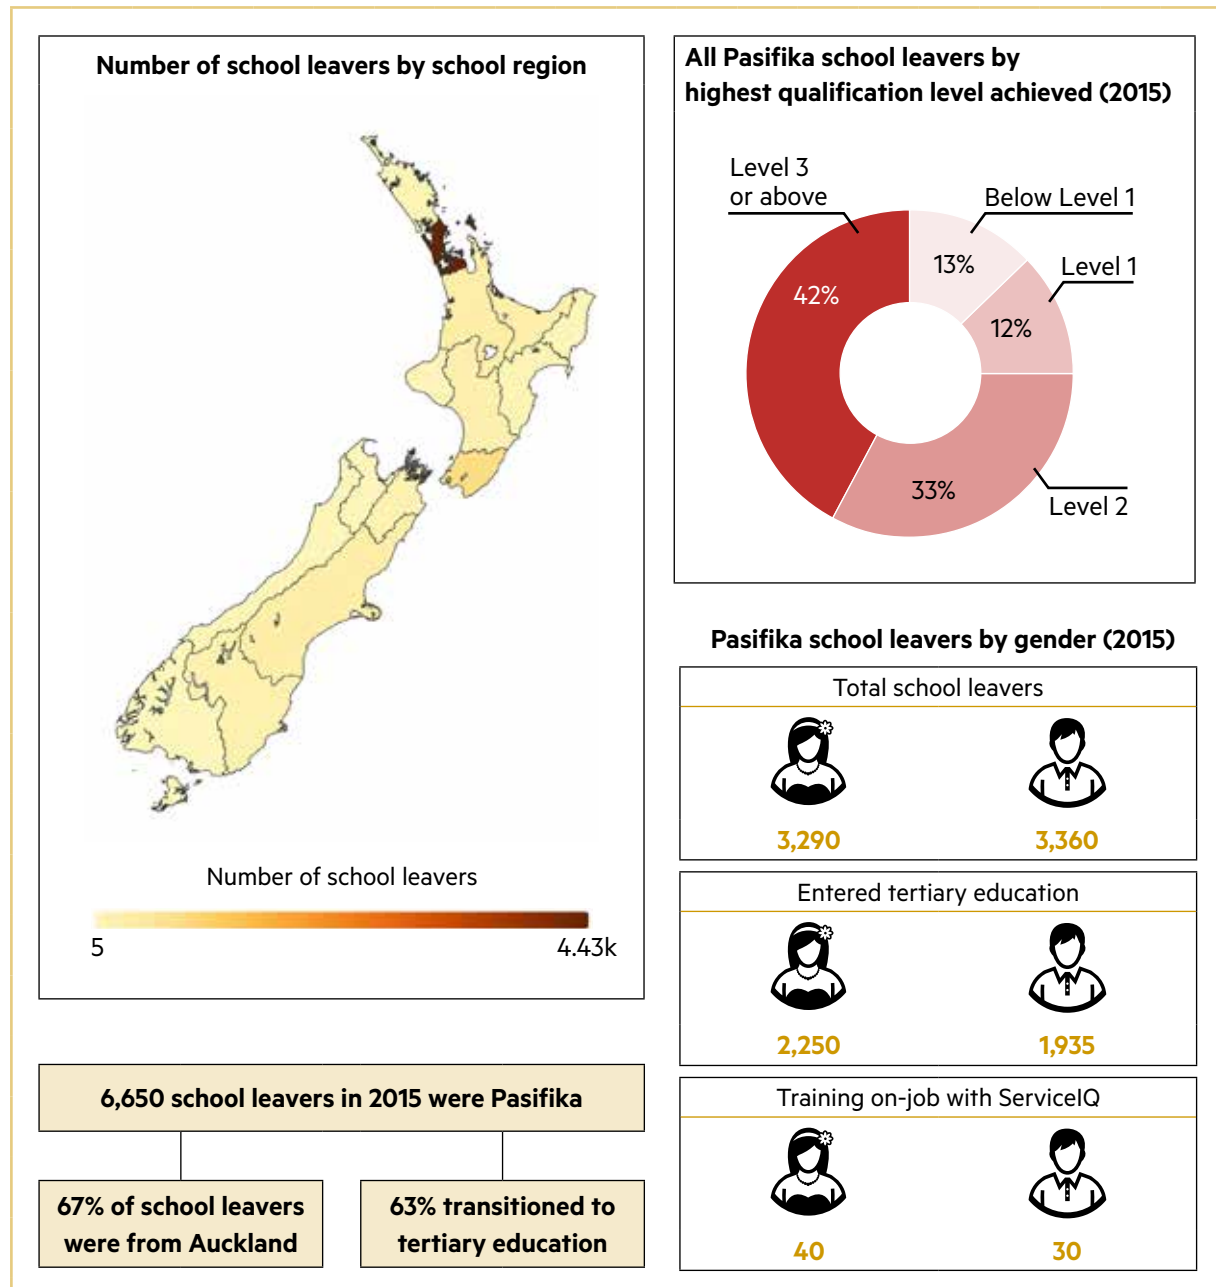 Number of school leavers by school region
Number of school leavers
5
4.43k
6,650 school leavers in 2015 were Pasifika
67% of school leavers
were from Auckland
63% transitioned to
tertiary education
All Pasifika school leavers by
highest qualification level achieved (2015)
Level 3
or above
Below Level 1
Level 1
Level 2
42%
13%
12%
33%
Pasifika school leavers by gender (2015)
Total school leavers
3,290
3,360
Entered tertiary education
2,250
1,935
Training on-job with ServiceIQ
40
30